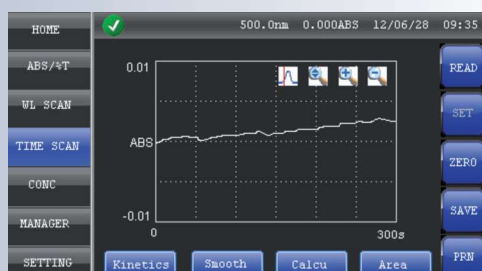 HOME
500.0nm 0.000ABS 12/06/28 09:35
ABS/%T
WL SCAN
TIME SCAN
CONC
MANAGER
SETTING
0.01
ABS
-0.01
0
300s
READ
SET
ZERO
SAVE
PRN
Kinetics
Smooth
Calcu
Area